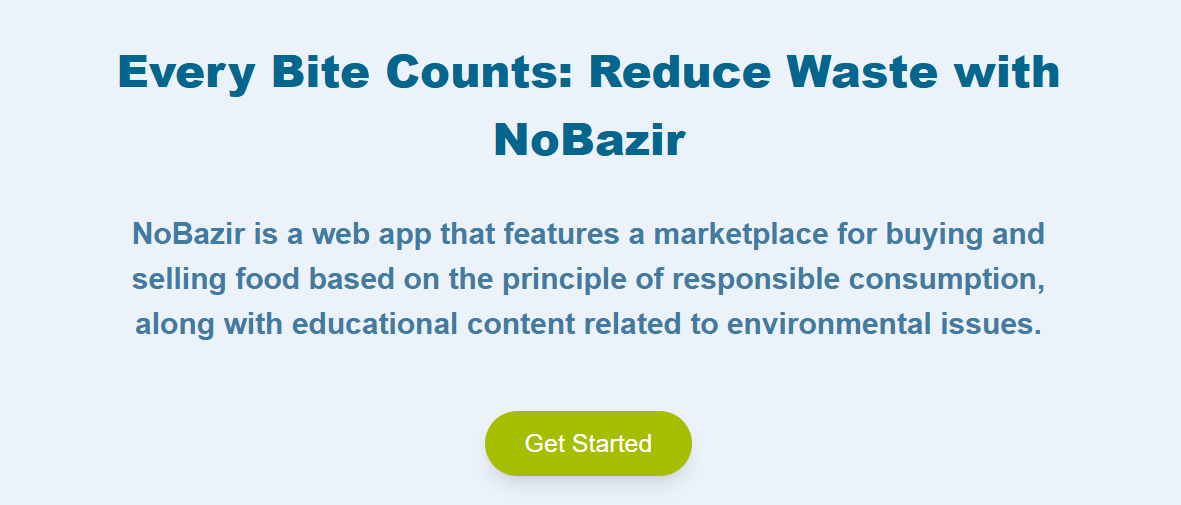 Every Bite Counts: Reduce Waste with
NoBazir
NoBazir is a web app that features a marketplace for buying and
selling food based on the principle of responsible consumption,
along with educational content related to environmental issues.
Get Started